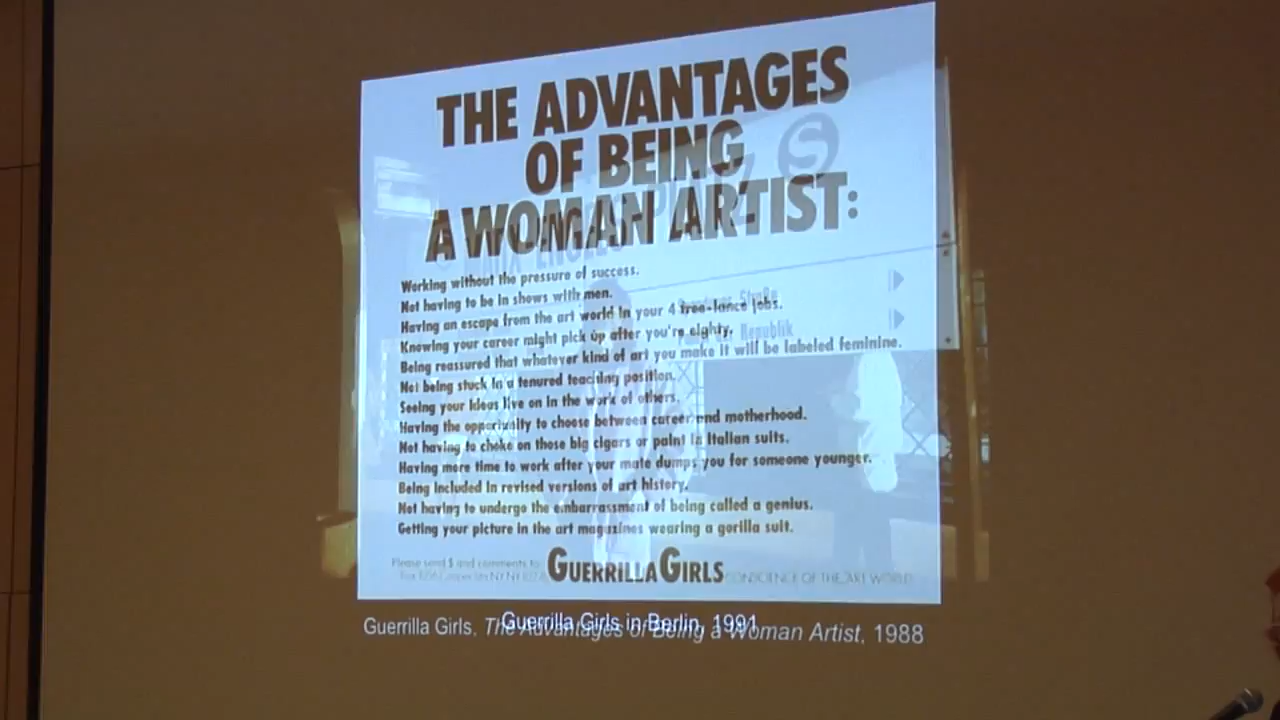 THE ADVANTAGES
OF BEING
A WOMAN ARTIST:
Working without the pressure of success.
Not having to be in shows with men.
Having an escape from the art world in your 4 free-lance jobs.
Knowing your career might pick up after you're eighty.
Being reassured that whatever kind of art you make it will be labeled feminine.
Not being stuck in a tenured teaching position.
Seeing your ideas live on in the work of others.
Having the opportunity to choose between career and motherhood.
Not having to choke on those big cigars or paint in Italian suits.
Having more time to work after your mate dumps you for someone younger.
Being included in revised versions of art history.
Not having to undergo the embarrassment of being called a genius.
Getting your picture in the art magazines wearing a gorilla suit.
Please send $ and comments to:
GUERRILLA GIRLS CONSCIENCE OF THE ART WORLD
Guerrilla Girls, The Advantages of Being a Woman Artist, 1988
Guerrilla Girls in Berlin, 1991
S
ENGELS PLATZ
Straße
Republik